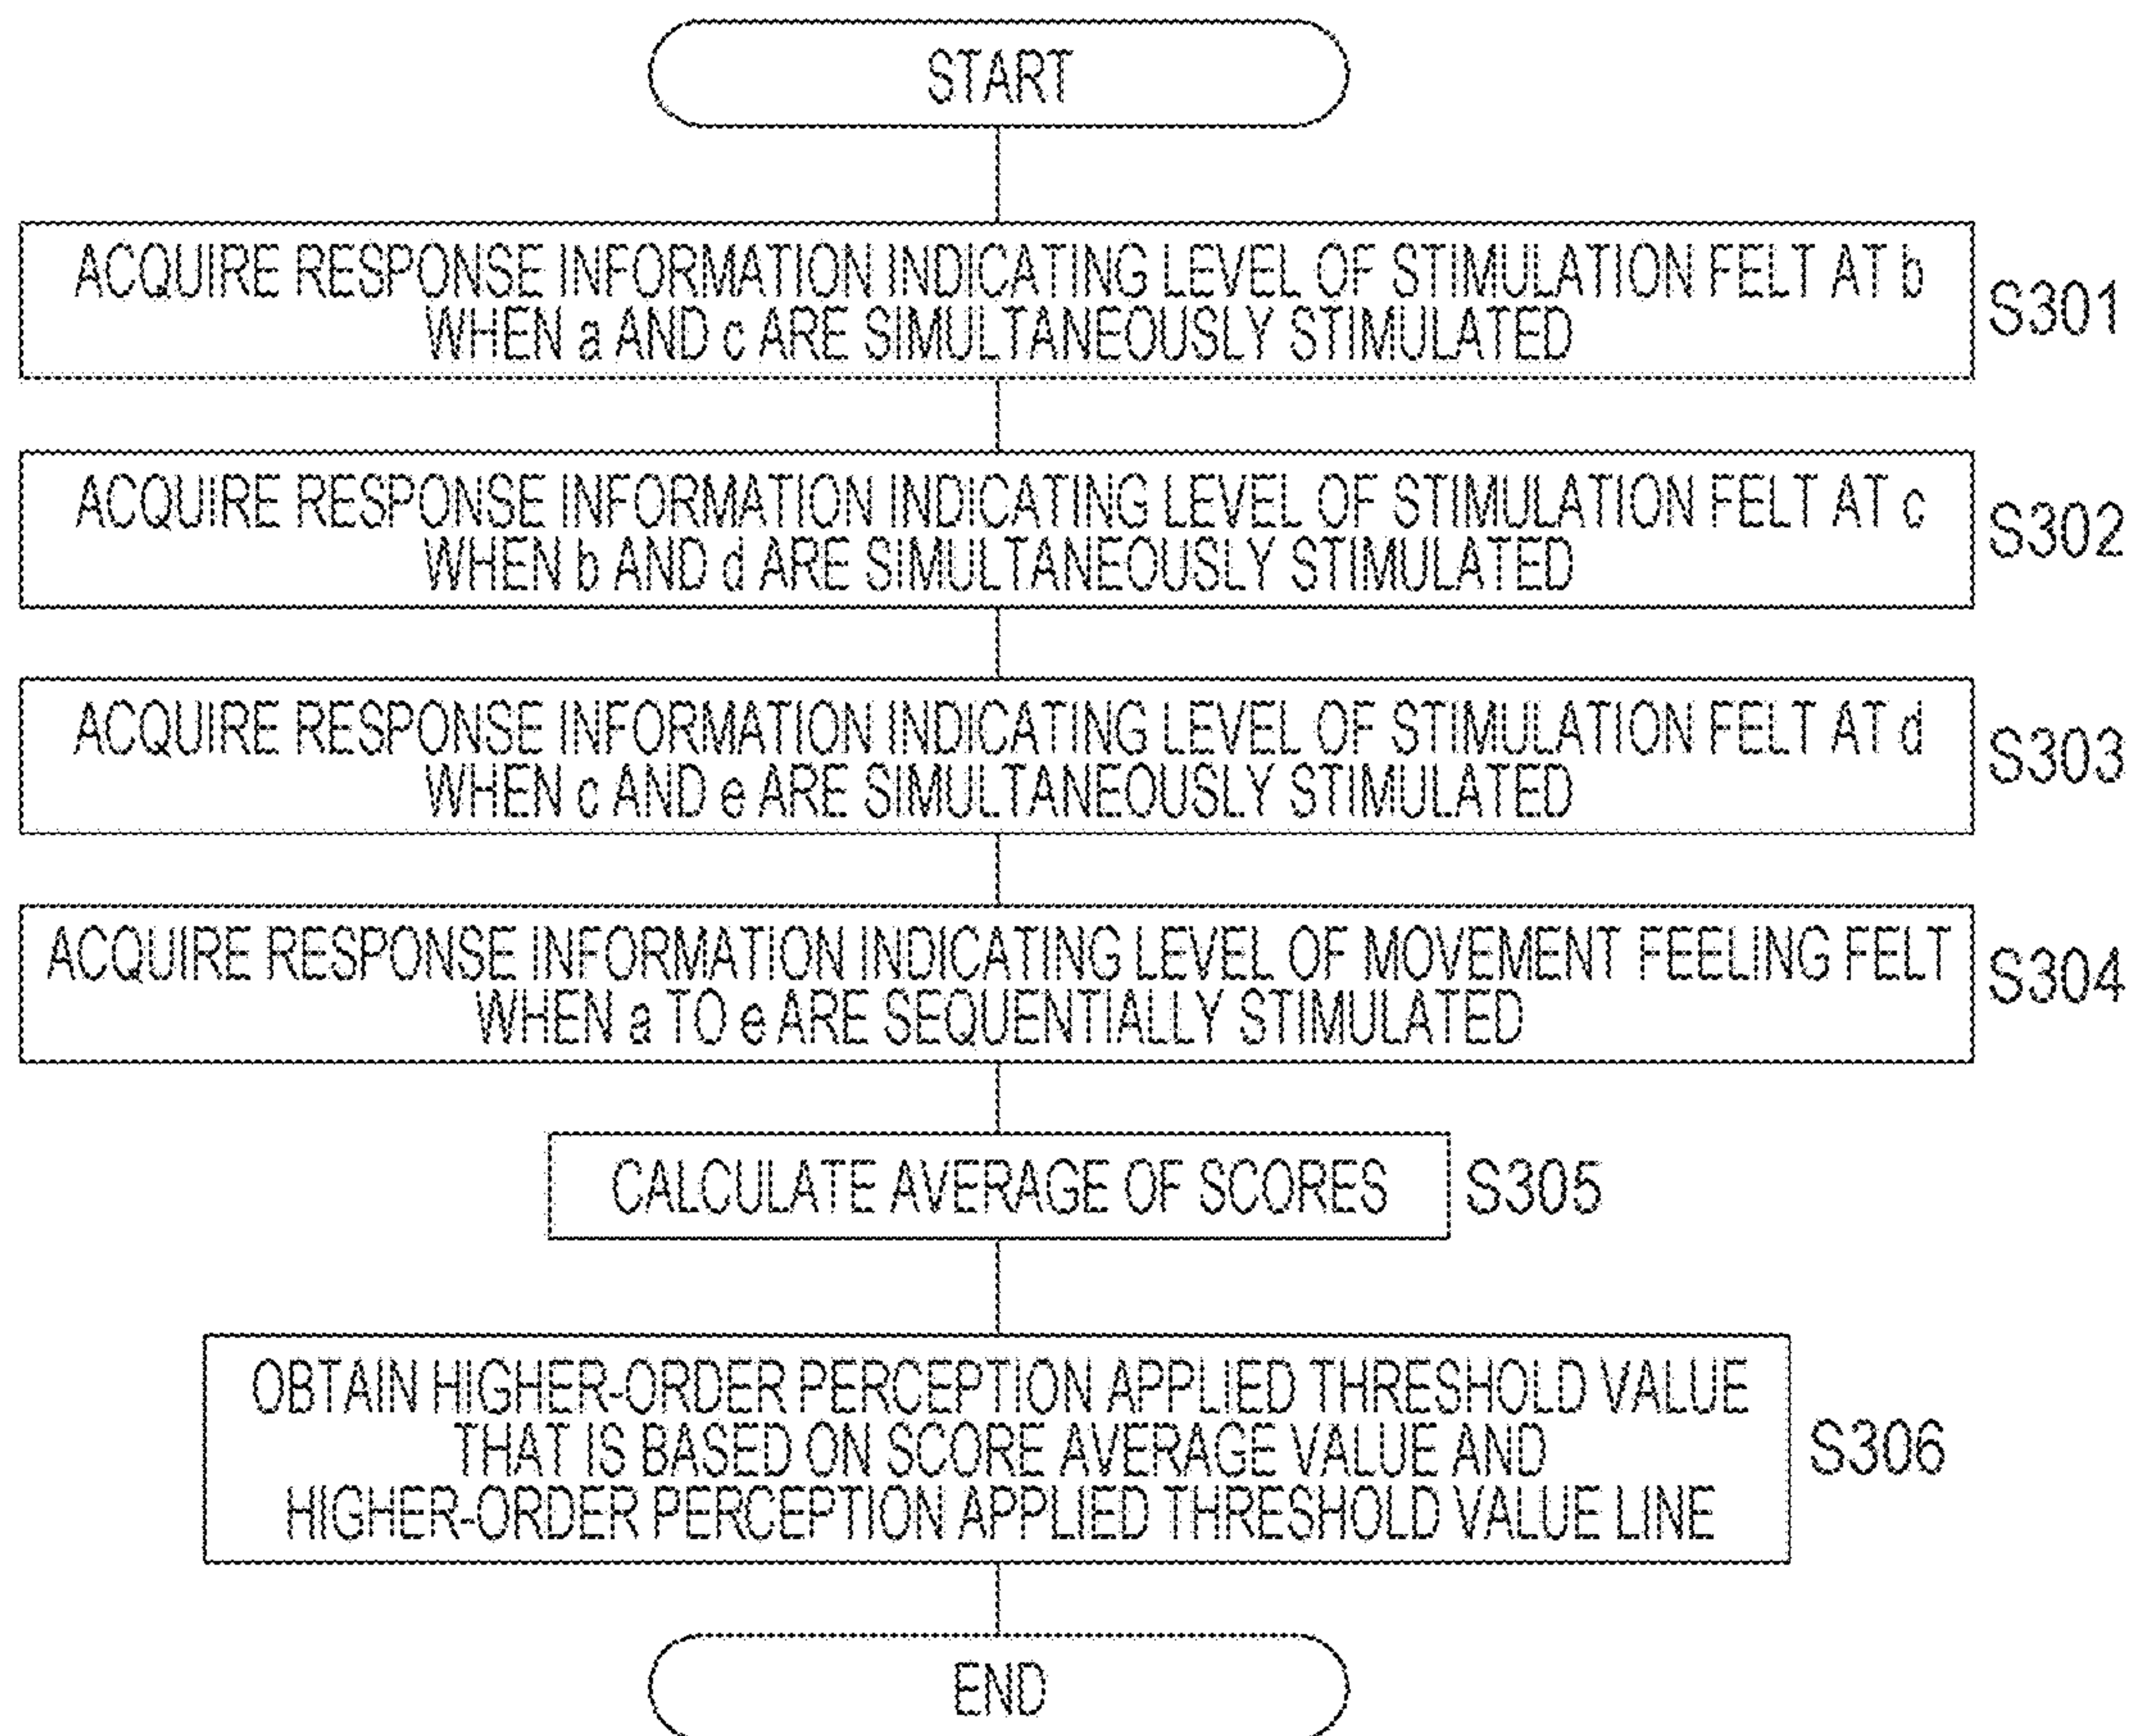 START
ACQUIRE RESPONSE INFORMATION INDICATING LEVEL OF STIMULATION FELT AT b
WHEN a AND c ARE SIMULTANEOUSLY STIMULATED
S301
ACQUIRE RESPONSE INFORMATION INDICATING LEVEL OF STIMULATION FELT AT c
WHEN b AND d ARE SIMULTANEOUSLY STIMULATED
S302
ACQUIRE RESPONSE INFORMATION INDICATING LEVEL OF STIMULATION FELT AT d
WHEN c AND e ARE SIMULTANEOUSLY STIMULATED
S303
ACQUIRE RESPONSE INFORMATION INDICATING LEVEL OF MOVEMENT FEELING FELT
WHEN a TO e ARE SEQUENTIALLY STIMULATED
S304
CALCULATE AVERAGE OF SCORES
S305
OBTAIN HIGHER-ORDER PERCEPTION APPLIED THRESHOLD VALUE
THAT IS BASED ON SCORE AVERAGE VALUE AND
HIGHER-ORDER PERCEPTION APPLIED THRESHOLD VALUE LINE
S306
END